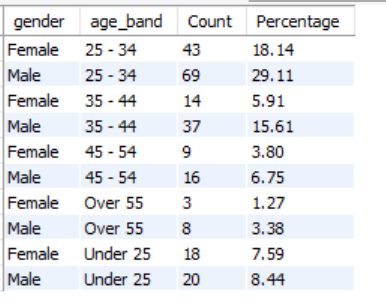 gender age_band Count Percentage
Female 25 - 34 43 18.14
Male 25 - 34 69 29.11
Female 35 - 44 14 5.91
Male 35 - 44 37 15.61
Female 45 - 54 9 3.80
Male 45 - 54 16 6.75
Female Over 55 3 1.27
Male Over 55 8 3.38
Female Under 25 18 7.59
Male Under 25 20 8.44